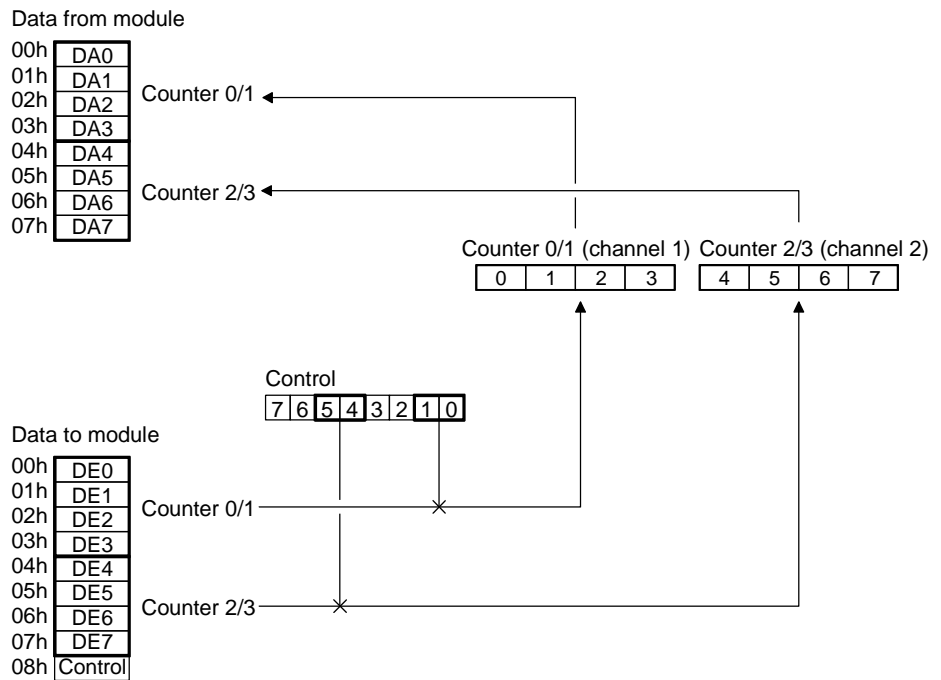 Data from module
00h DA0
01h DA1
02h DA2
03h DA3
04h DA4
05h DA5
06h DA6
07h DA7
Counter 0/1
Counter 2/3
Counter 0/1 (channel 1)
0 1 2 3
Counter 2/3 (channel 2)
4 5 6 7
Control
7 6 5 4 3 2 1 0
Data to module
00h DE0
01h DE1
02h DE2
03h DE3
04h DE4
05h DE5
06h DE6
07h DE7
08h Control
Counter 0/1
Counter 2/3